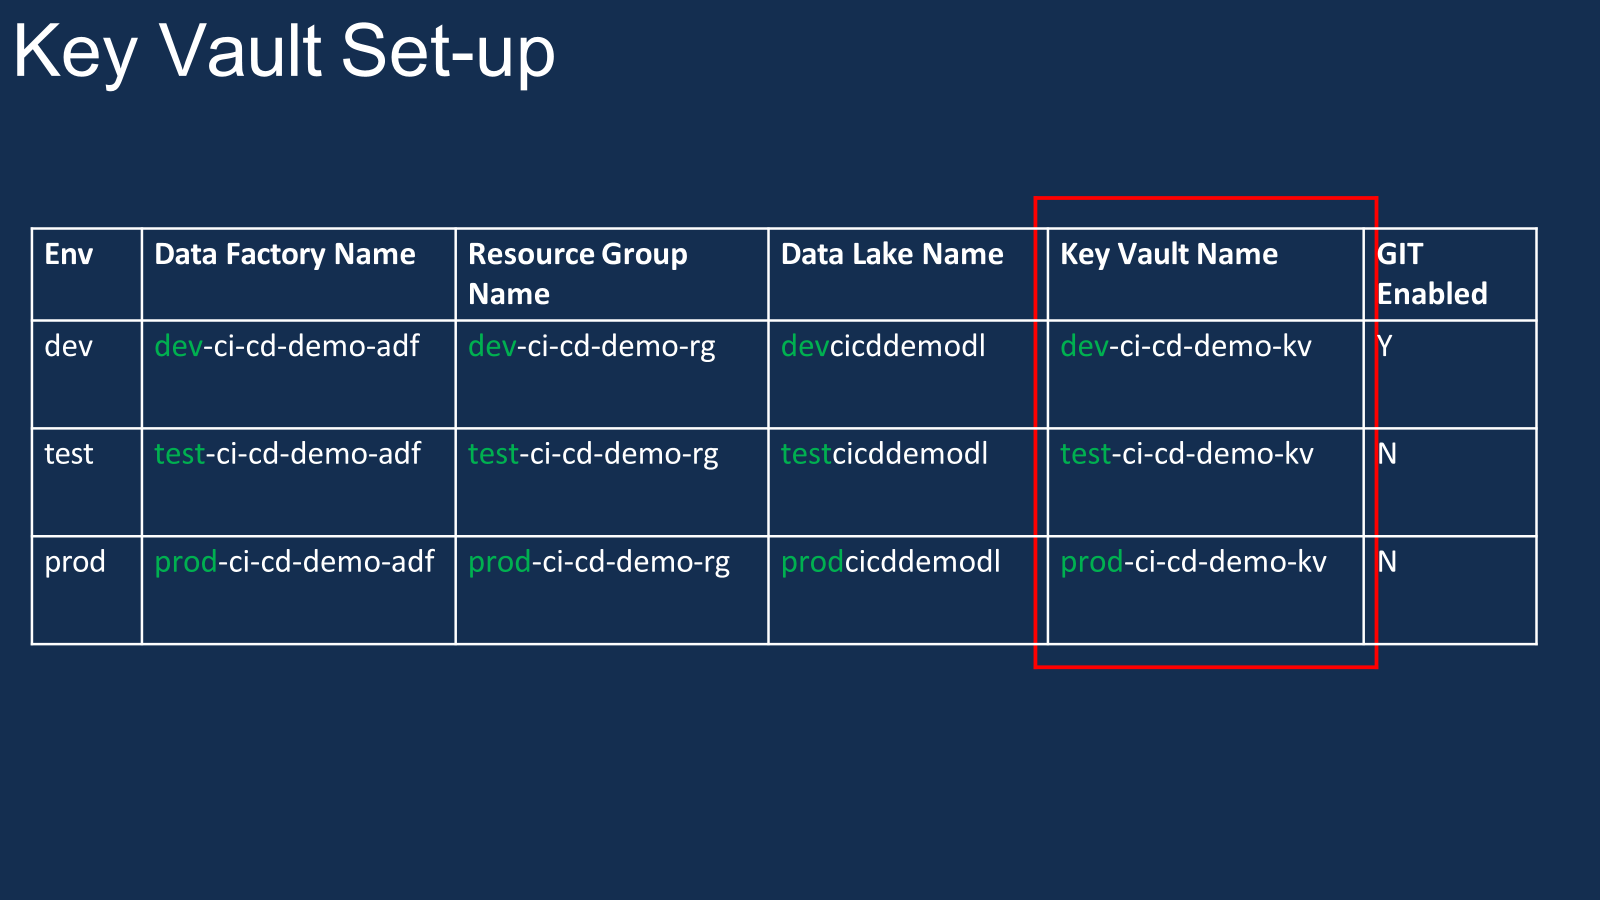 Key Vault Set-up
Env Data Factory Name Resource Group Name Data Lake Name Key Vault Name GIT Enabled
dev dev-ci-cd-demo-adf dev-ci-cd-demo-rg devcicddemodl dev-ci-cd-demo-kv Y
test test-ci-cd-demo-adf test-ci-cd-demo-rg testcicddemodl test-ci-cd-demo-kv N
prod prod-ci-cd-demo-adf prod-ci-cd-demo-rg prodcicddemodl prod-ci-cd-demo-kv N